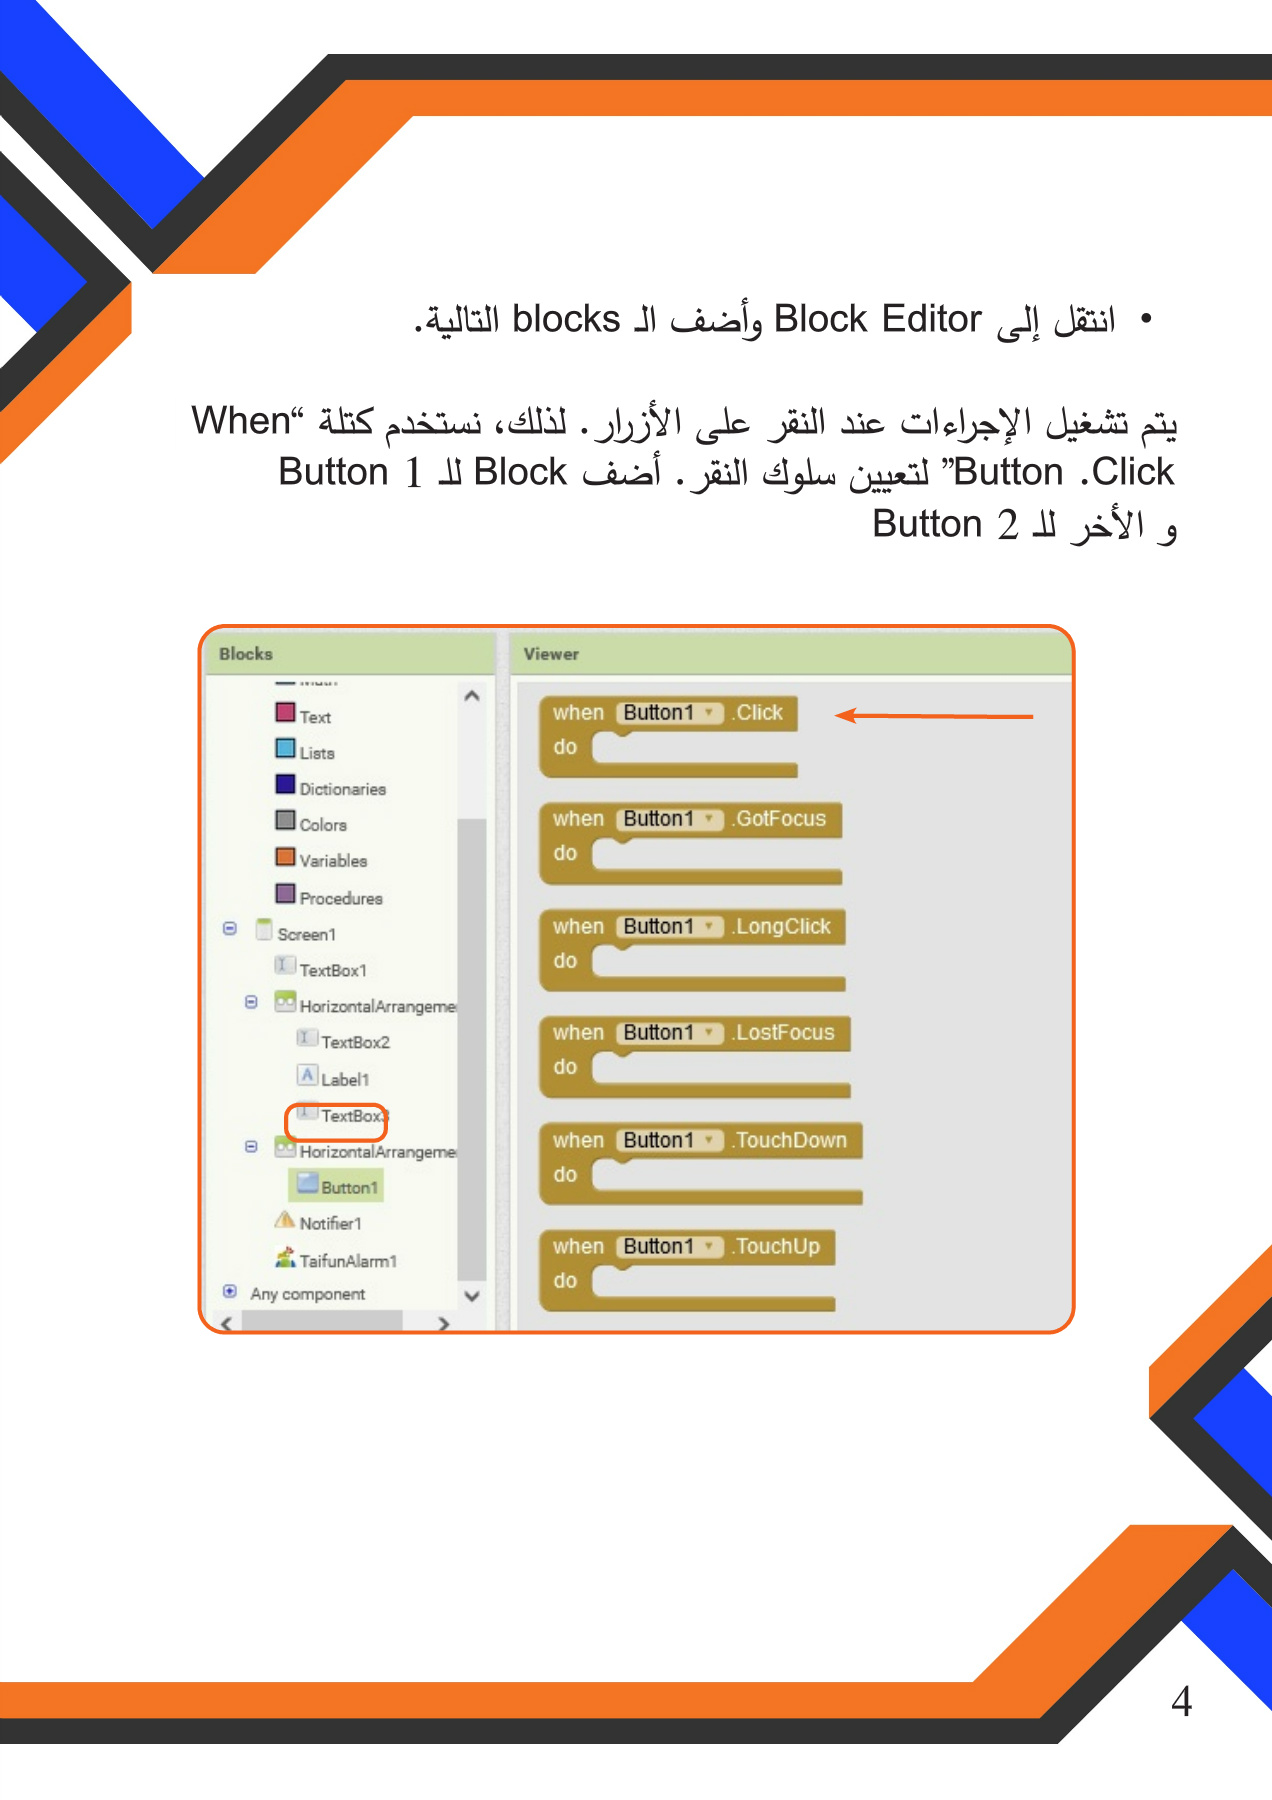 • انتقل إلى Block Editor وأضف الـ blocks التالية.
يتم تشغيل الإجراءات عند النقر على الأزرار. لذلك، نستخدم كتلة “When
Button .Click” لتعيين سلوك النقر. أضف Block للـ Button 1
و الأخر للـ Button 2
Blocks
Viewer
Text
Lists
Dictionaries
Colors
Variables
Procedures
Screen1
TextBox1
HorizontalArrangeme
TextBox2
Label1
TextBox3
HorizontalArrangeme
Button1
Notifier1
TaifunAlarm1
Any component
when Button1 .Click
do
when Button1 .GotFocus
do
when Button1 .LongClick
do
when Button1 .LostFocus
do
when Button1 .TouchDown
do
when Button1 .TouchUp
do
4